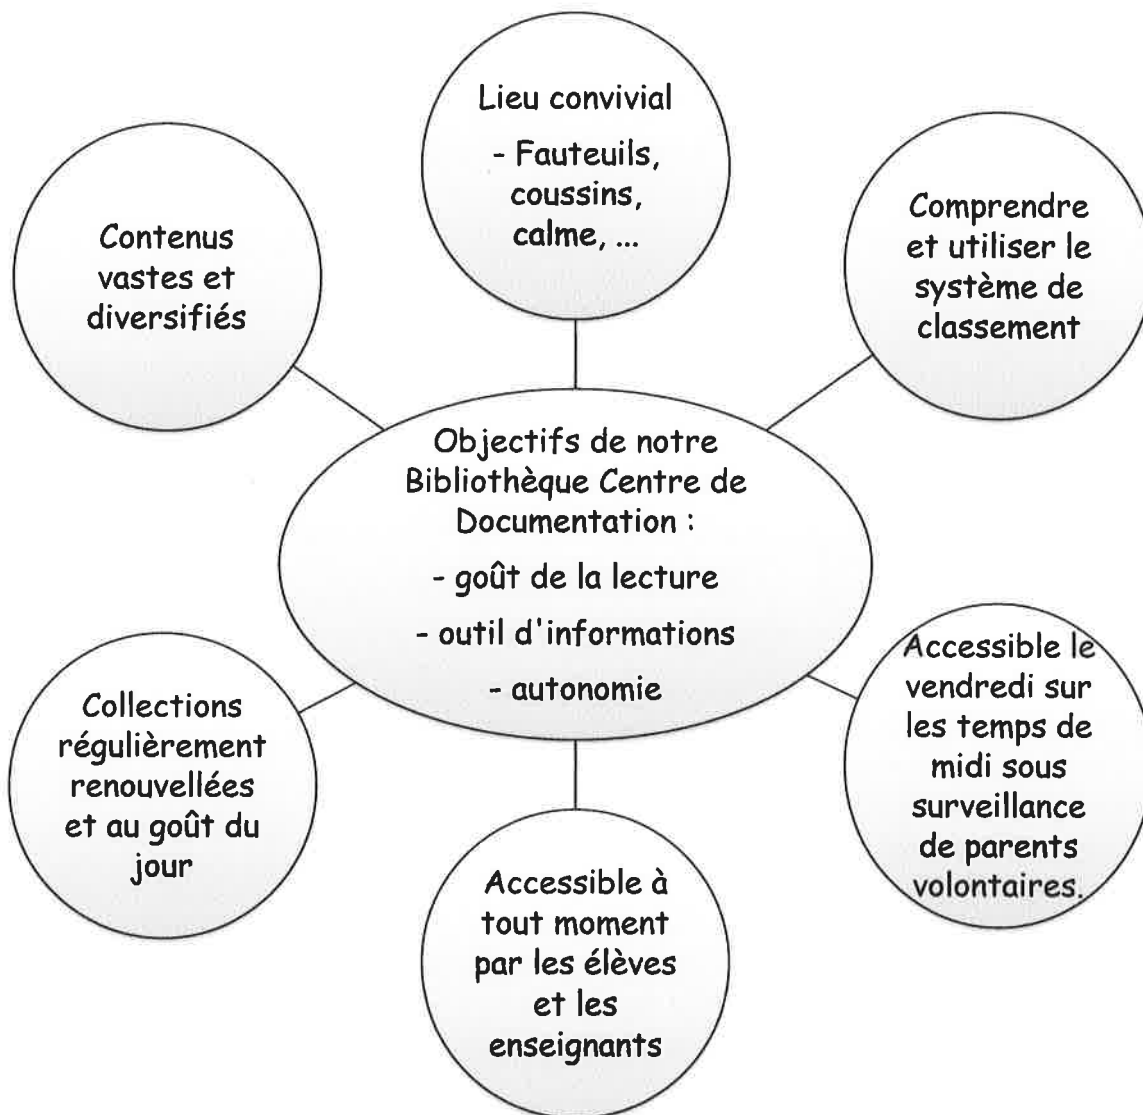 Lieu convivial
- Fauteuils,
coussins,
calme, ...
Contenus
vastes et
diversifiés
Comprendre
et utiliser le
système de
classement
Objectifs de notre
Bibliothèque Centre de
Documentation :
- goût de la lecture
- outil d'informations
- autonomie
Collections
régulièrement
renouvellées
et au goût du
jour
Accessible le
vendredi sur
les temps de
midi sous
surveillance
de parents
volontaires.
Accessible à
tout moment
par les élèves
et les
enseignants